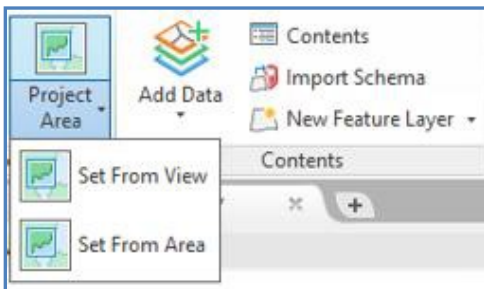 Project
Area
Add Data
Contents
Import Schema
New Feature Layer
Contents
Set From View
Set From Area